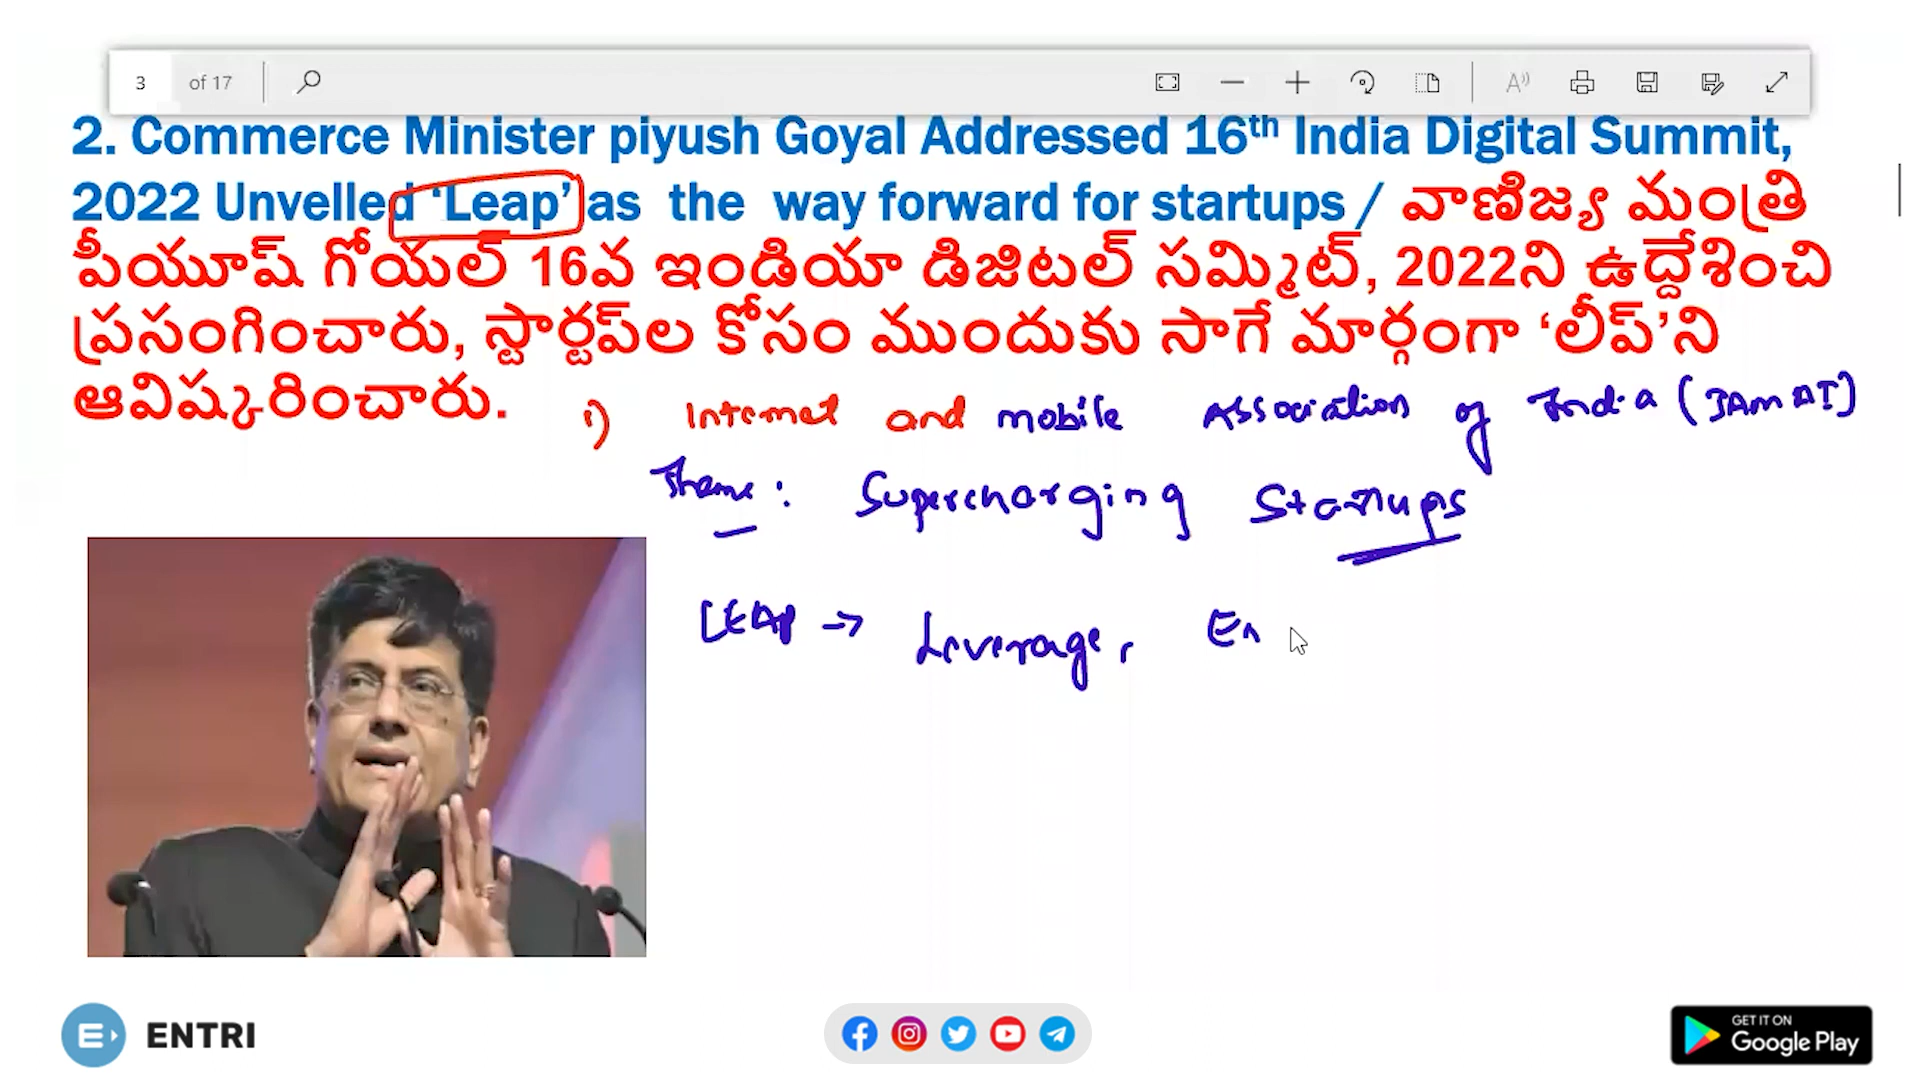 3 of 17
2. Commerce Minister piyush Goyal Addressed 16th India Digital Summit,
2022 Unvelled ‘Leap’ as the way forward for startups / వాణిజ్య మంత్రి
పీయూష్ గోయల్ 16వ ఇండియా డిజిటల్ సమ్మిట్, 2022ని ఉద్దేశించి
ప్రసంగించారు, స్టార్టప్‌ల కోసం ముందుకు సాగే మార్గంగా ‘లీప్’ని
ఆవిష్కరించారు.
i) Internet and mobile Association of India (IAMAI)
Theme: Supercharging Startups
LEAP → Leverage, En
ENTRI
GET IT ON
Google Play